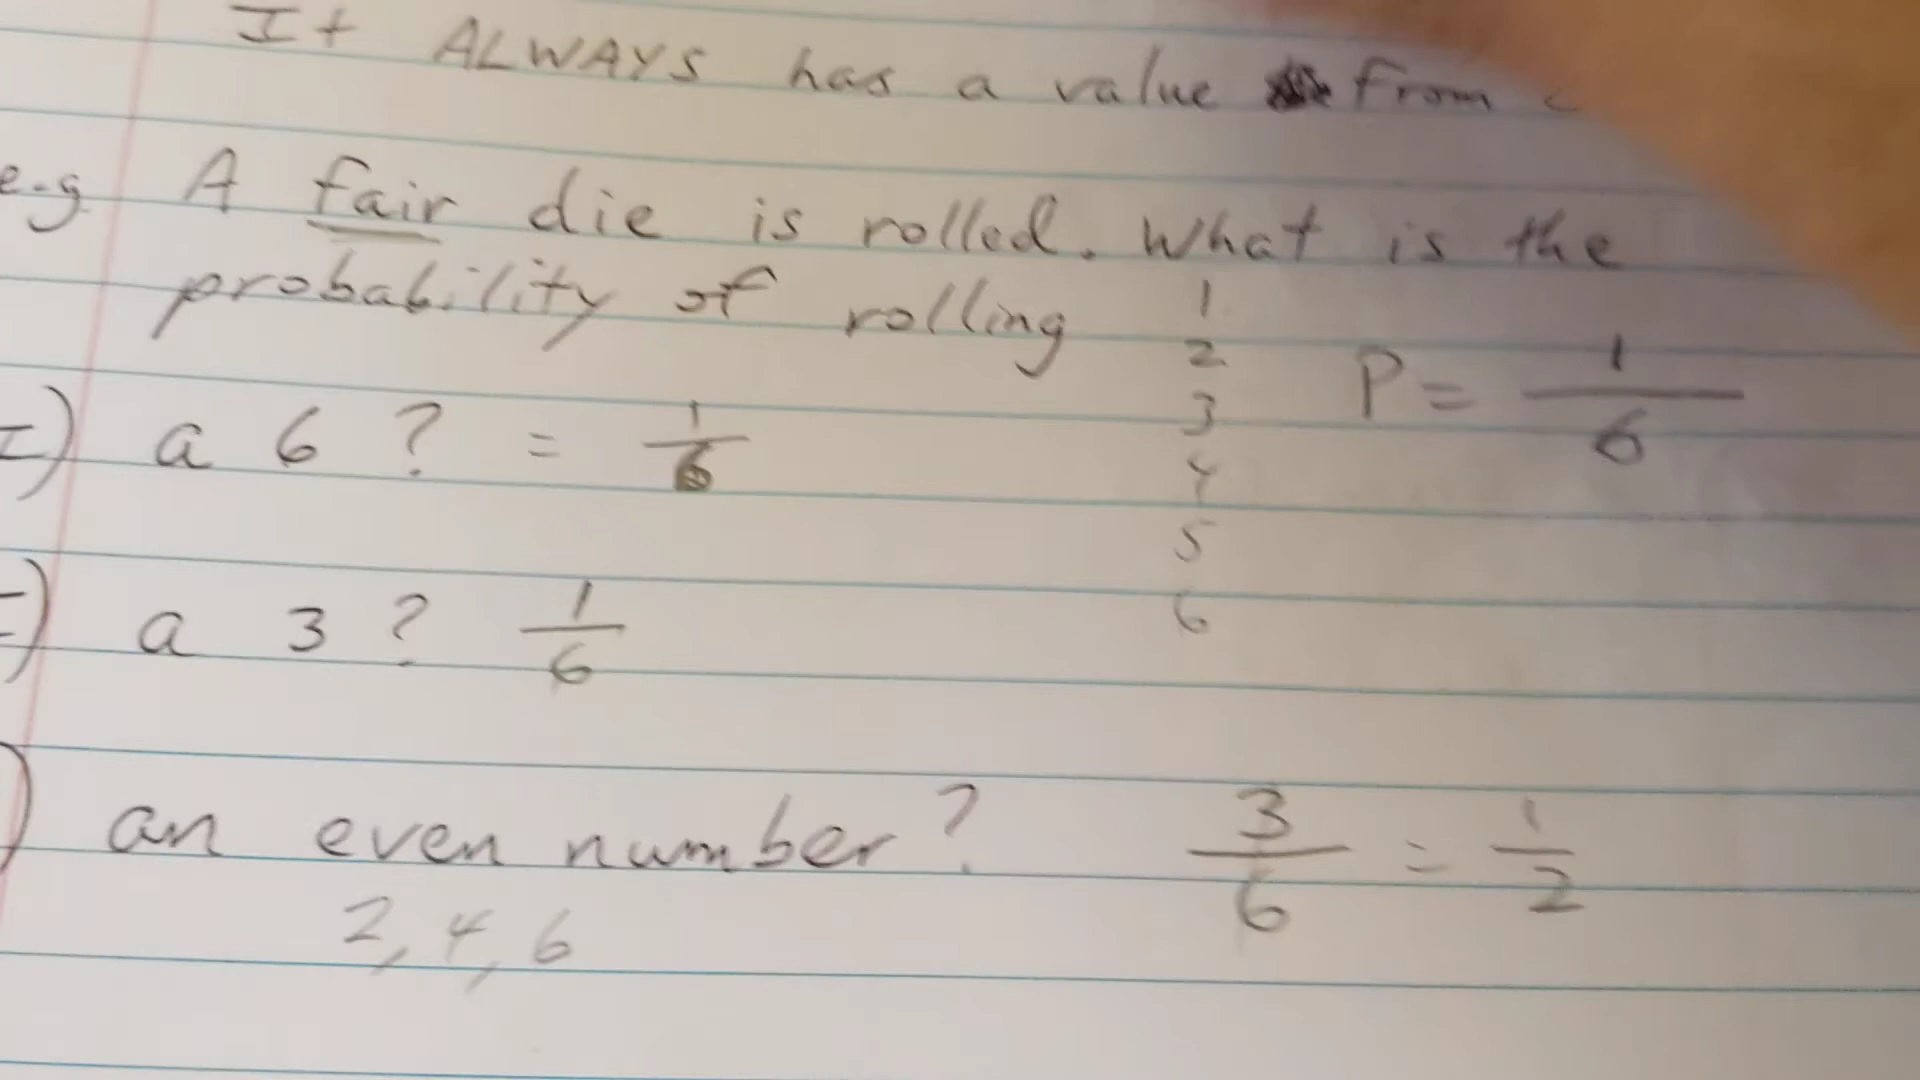 It ALWAYS has a value from
e.g A fair die is rolled. What is the
probability of rolling
1
2
3
4
5
6
P = 1/6
I) a 6 ? = 1/6
a 3 ? 1/6
an even number ? 3/6 = 1/2
2, 4, 6